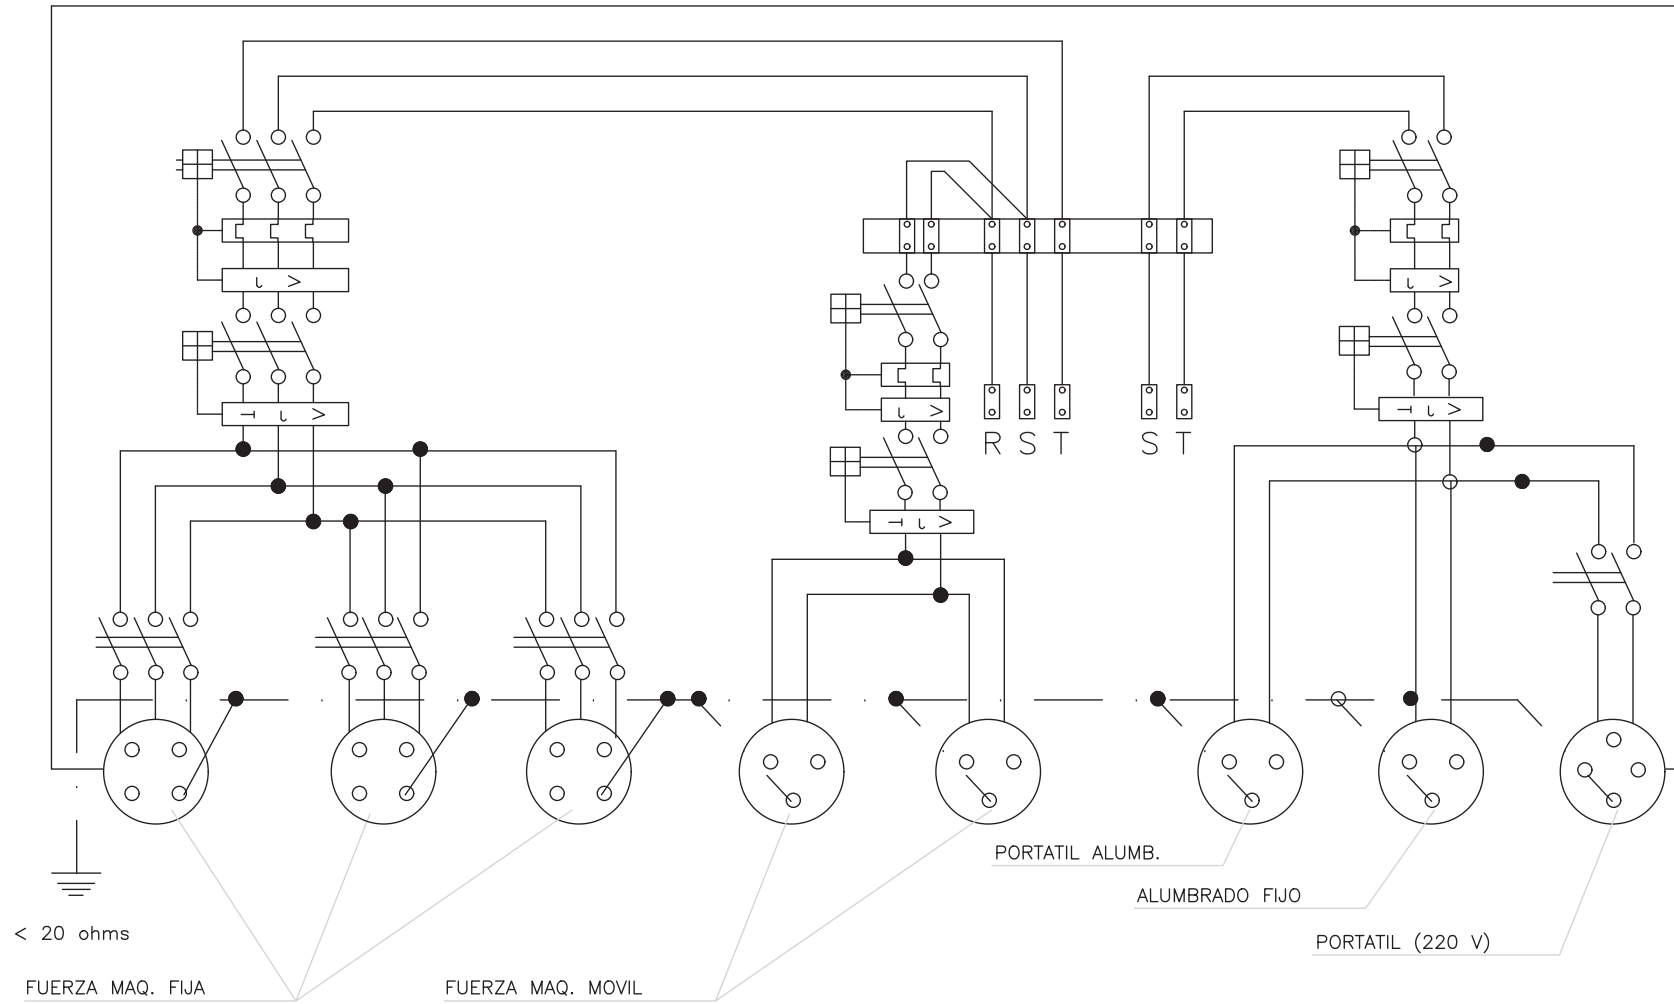 R S T S T
PORTATIL ALUMB.
ALUMBRADO FIJO
< 20 ohms
PORTATIL (220 V)
FUERZA MAQ. FIJA
FUERZA MAQ. MOVIL